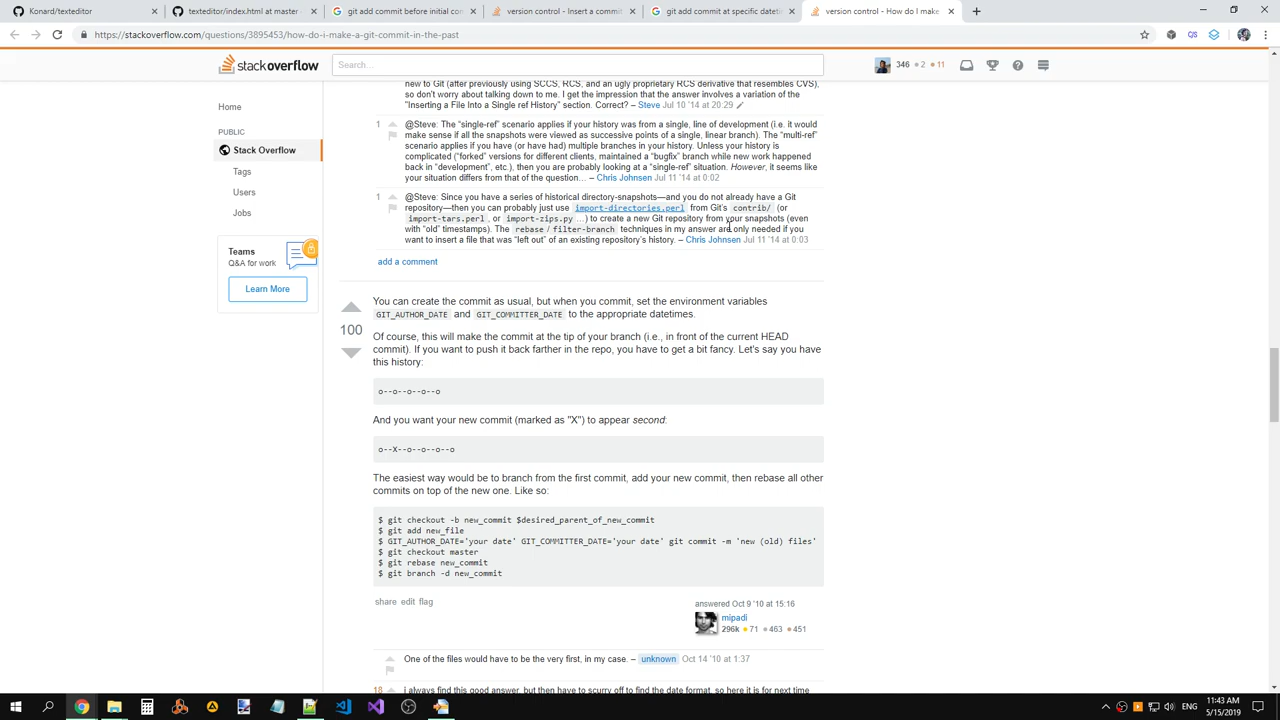 Konard/texteditor
texteditor/index.html at master
git add commit before initial co
version control - Insert a commit
git add commit at specific dateti
version control - How do I make
https://stackoverflow.com/questions/3895453/how-do-i-make-a-git-commit-in-the-past
stackoverflow
Search...
346 2 11
new to Git (after previously using SCCS, RCS, and an ugly proprietary RCS derivative that resembles CVS),
so don't worry about talking down to me. I get the impression that the answer involves a variation of the
"Inserting a File Into a Single ref History" section. Correct? – Steve Jul 10 '14 at 20:29
Home
PUBLIC
Stack Overflow
Tags
Users
Jobs
Teams
Q&A for work
Learn More
1 @Steve: The "single-ref" scenario applies if your history was from a single, line of development (i.e. it would
make sense if all the snapshots were viewed as successive points of a single, linear branch). The "multi-ref"
scenario applies if you have (or have had) multiple branches in your history. Unless your history is
complicated ("forked" versions for different clients, maintained a "bugfix" branch while new work happened
back in "development", etc.), then you are probably looking at a "single-ref" situation. However, it seems like
your situation differs from that of the question… – Chris Johnsen Jul 11 '14 at 0:02
1 @Steve: Since you have a series of historical directory-snapshots—and you do not already have a Git
repository—then you can probably just use import-directories.perl from Git's contrib/ (or
import-tars.perl, or import-zips.py …) to create a new Git repository from your snapshots (even
with "old" timestamps). The rebase / filter-branch techniques in my answer are only needed if you
want to insert a file that was "left out" of an existing repository's history. – Chris Johnsen Jul 11 '14 at 0:03
add a comment
100
You can create the commit as usual, but when you commit, set the environment variables
GIT_AUTHOR_DATE and GIT_COMMITTER_DATE to the appropriate datetimes.
Of course, this will make the commit at the tip of your branch (i.e., in front of the current HEAD
commit). If you want to push it back farther in the repo, you have to get a bit fancy. Let's say you have
this history:
o--o--o--o--o
And you want your new commit (marked as "X") to appear second:
o--X--o--o--o--o
The easiest way would be to branch from the first commit, add your new commit, then rebase all other
commits on top of the new one. Like so:
$ git checkout -b new_commit $desired_parent_of_new_commit
$ git add new_file
$ GIT_AUTHOR_DATE='your date' GIT_COMMITTER_DATE='your date' git commit -m 'new (old) files'
$ git checkout master
$ git rebase new_commit
$ git branch -d new_commit
share edit flag
answered Oct 9 '10 at 15:16
mipadi
296k 71 463 451
One of the files would have to be the very first, in my case. – unknown Oct 14 '10 at 1:37
18 i always find this good answer, but then have to scurry off to find the date format, so here it is for next time
ENG
11:43 AM
5/15/2019